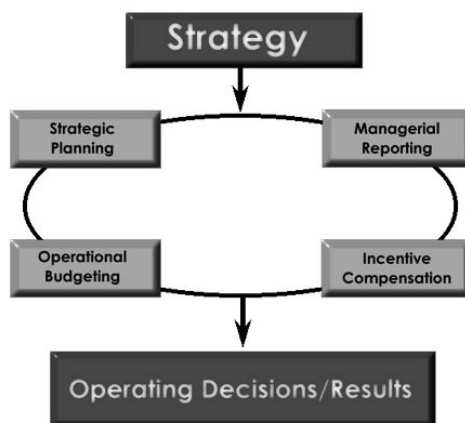 Strategy
Strategic
Planning
Managerial
Reporting
Operational
Budgeting
Incentive
Compensation
Operating Decisions/Results